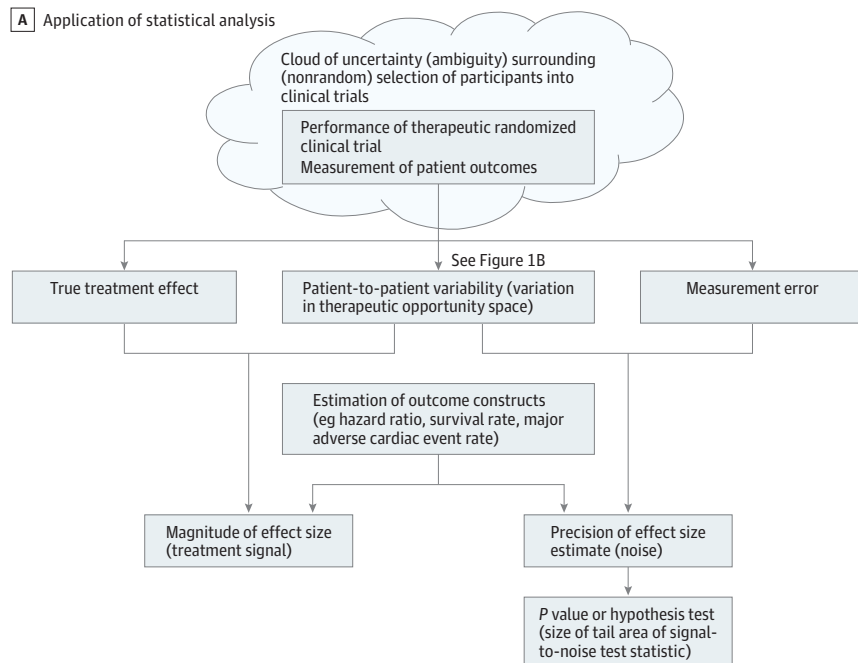 A Application of statistical analysis
Cloud of uncertainty (ambiguity) surrounding
(nonrandom) selection of participants into
clinical trials
Performance of therapeutic randomized
clinical trial
Measurement of patient outcomes
See Figure 1B
True treatment effect
Patient-to-patient variability (variation
in therapeutic opportunity space)
Measurement error
Estimation of outcome constructs
(eg hazard ratio, survival rate, major
adverse cardiac event rate)
Magnitude of effect size
(treatment signal)
Precision of effect size
estimate (noise)
P value or hypothesis test
(size of tail area of signal-
to-noise test statistic)